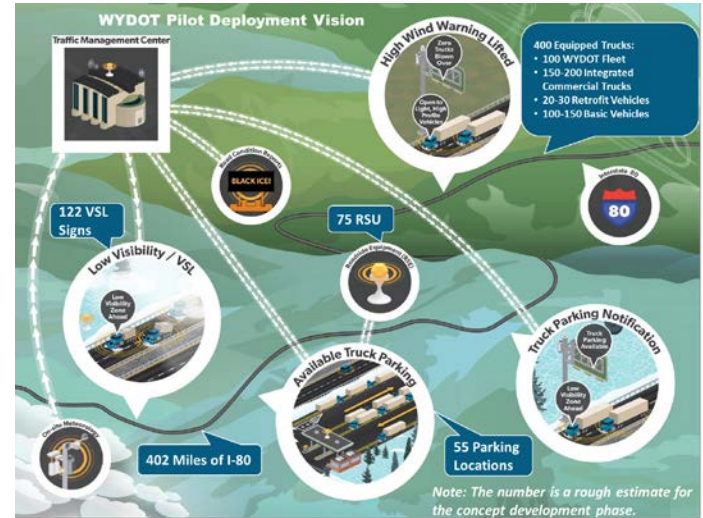 WYDOT Pilot Deployment Vision
Traffic Management Center
High Wind Warning Lifted
Zero
Trucks
Blown
Over
Open to
Light, High
Profile
Vehicles
400 Equipped Trucks:
• 100 WYDOT Fleet
• 150-200 Integrated
Commercial Trucks
• 20-30 Retrofit Vehicles
• 100-150 Basic Vehicles
Road Condition Reports
BLACK ICE!
Interstate 80
80
122 VSL
Signs
75 RSU
Low Visibility / VSL
Low
Visibility
Zone
Ahead
Roadside Equipment (RSE)
Available Truck Parking
Truck Parking Notification
Truck
Parking
Available
Low
Visibility
Zone
Ahead
On-site Meteorology
402 Miles of I-80
55 Parking
Locations
Note: The number is a rough estimate for
the concept development phase.